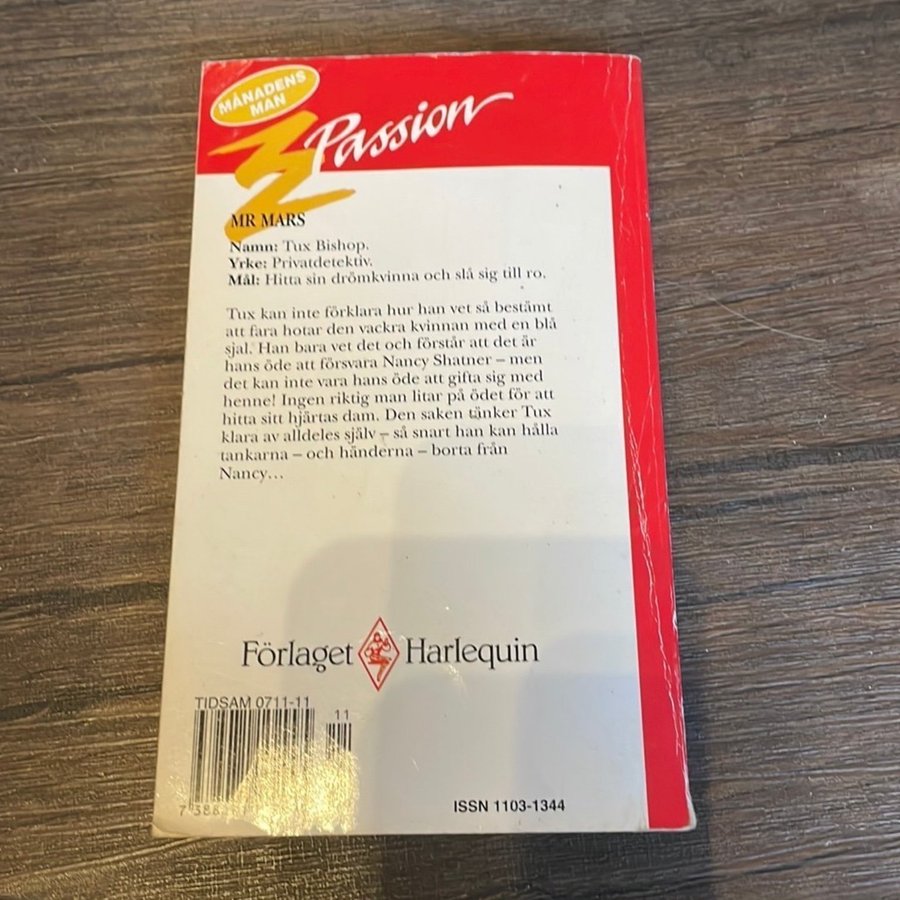 MÅNADENS
MAN
Passion
MR MARS
Namn: Tux Bishop.
Yrke: Privatdetektiv.
Mål: Hitta sin drömkvinna och slå sig till ro.
Tux kan inte förklara hur han vet så bestämt
att fara hotar den vackra kvinnan med en blå
sjal. Han bara vet det och förstår att det är
hans öde att försvara Nancy Shatner – men
det kan inte vara hans öde att gifta sig med
henne! Ingen riktig man litar på ödet för att
hitta sitt hjärtas dam. Den saken tänker Tux
klara av alldeles själv – så snart han kan hålla
tankarna – och händerna – borta från
Nancy…
Förlaget Harlequin
TIDSAM 0711-11
11
ISSN 1103-1344